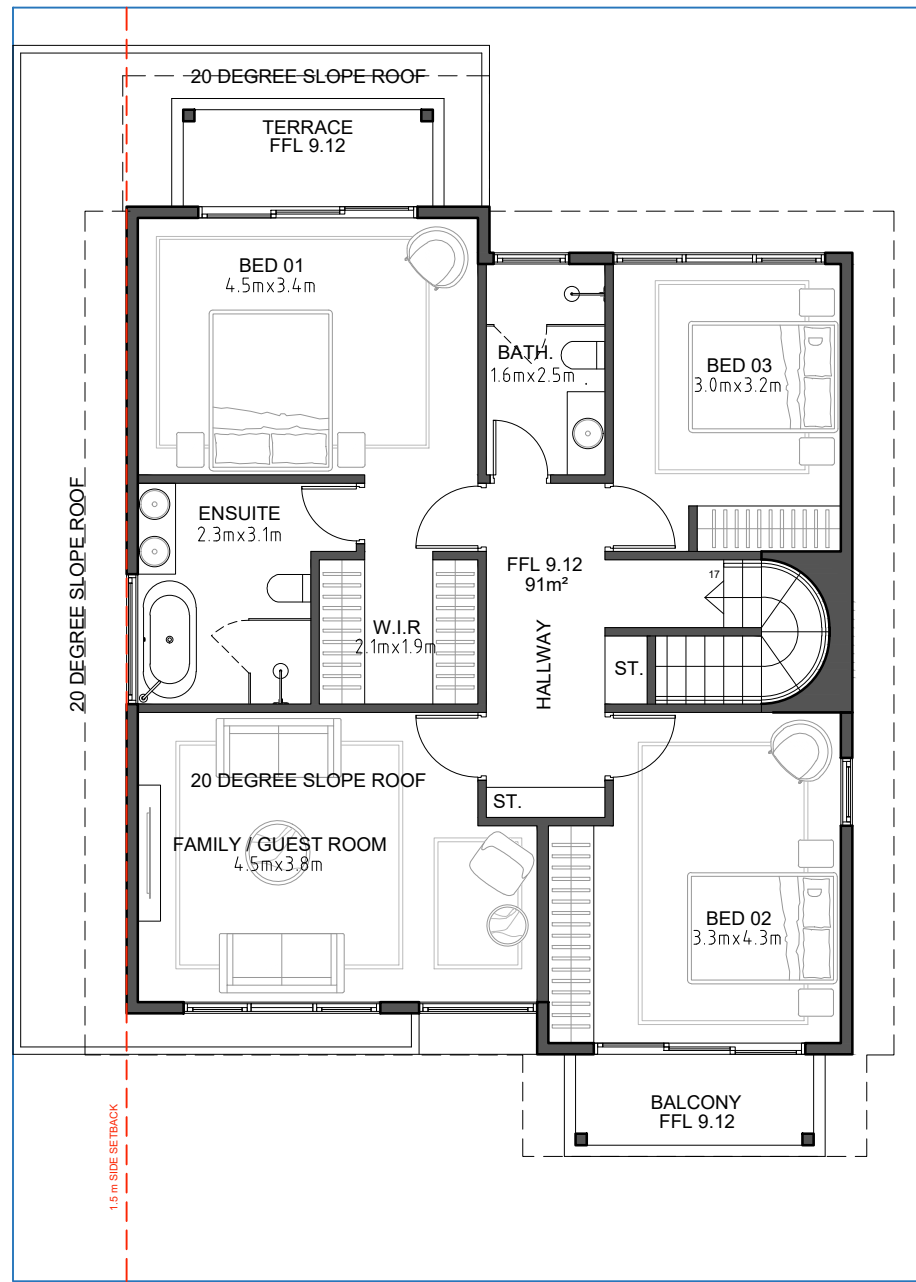 20 DEGREE SLOPE ROOF
TERRACE
FFL 9.12
BED 01
4.5mx3.4m
BATH.
1.6mx2.5m
BED 03
3.0mx3.2m
20 DEGREE SLOPE ROOF
ENSUITE
2.3mx3.1m
FFL 9.12
91m²
17
W.I.R
2.1mx1.9m
HALLWAY
ST.
20 DEGREE SLOPE ROOF
ST.
FAMILY / GUEST ROOM
4.5mx3.8m
BED 02
3.3mx4.3m
BALCONY
FFL 9.12
1.5 m SIDE SETBACK